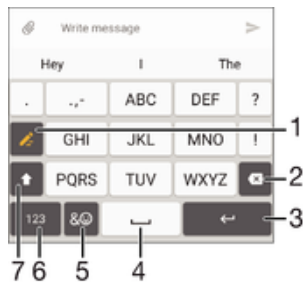 Write message
Hey I The
. .,- ABC DEF ?
1
GHI JKL MNO !
PQRS TUV WXYZ 2
123 &☺ 3
7 6 5 4